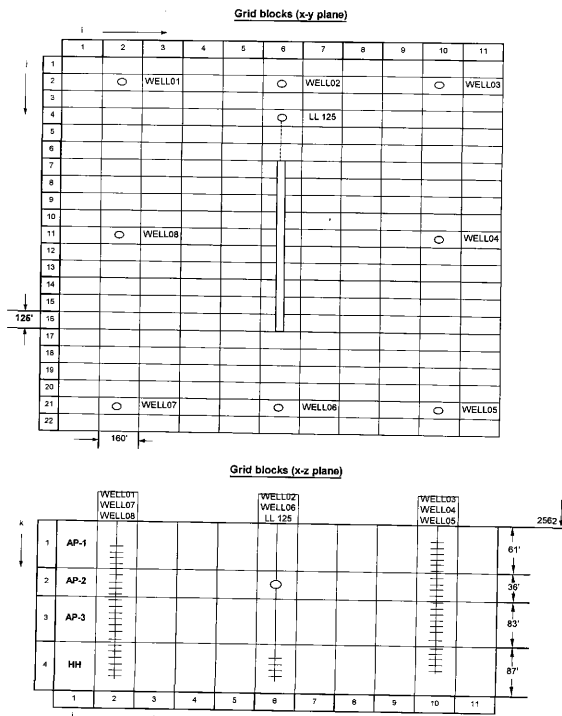 Grid blocks (x-y plane)
i
1 2 3 4 5 6 7 8 9 10 11
1
2 WELL01 WELL02 WELL03
3
4 LL 125
5
6
7
8
9
10
11 WELL08 WELL04
12
13
14
15
16
125'
17
18
19
20
21 WELL07 WELL06 WELL05
22
160'
Grid blocks (x-z plane)
WELL01 WELL02 WELL03
WELL07 WELL06 WELL04
WELL08 LL 125 WELL05
k
2562
1 AP-1 61'
2 AP-2 36'
3 AP-3 83'
4 HH 87'
1 2 3 4 5 6 7 8 9 10 11